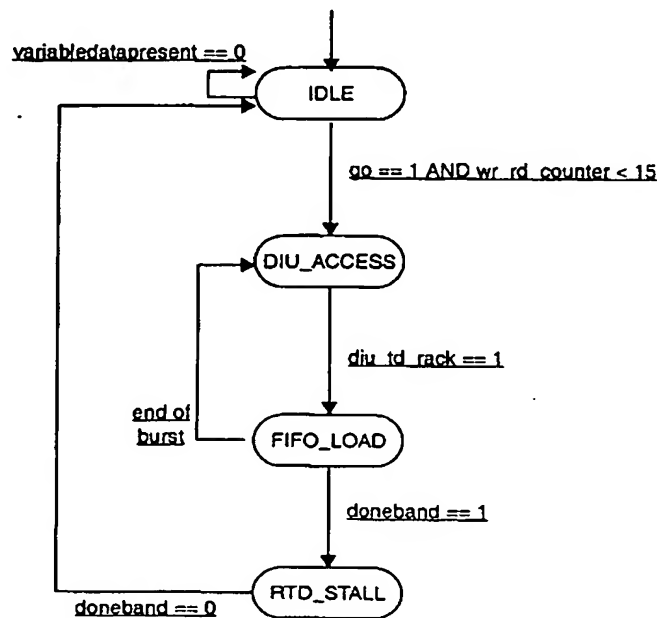 variabledatapresent == 0
IDLE
go == 1 AND wr_rd_counter < 15
DIU_ACCESS
diu_td_rack == 1
end of
burst
FIFO_LOAD
doneband == 1
RTD_STALL
doneband == 0